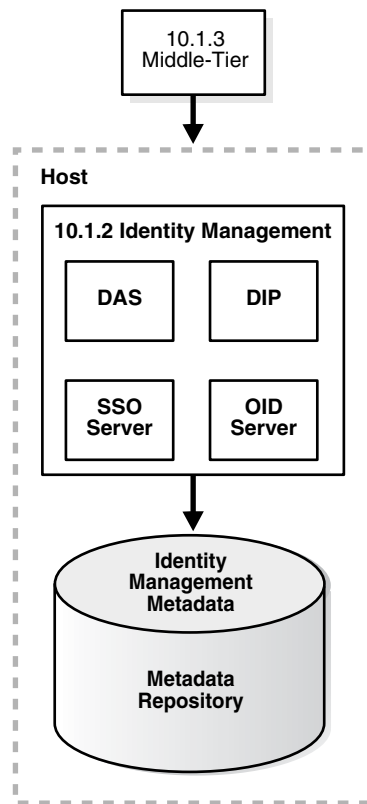 10.1.3
Middle-Tier
Host
10.1.2 Identity Management
DAS
DIP
SSO
Server
OID
Server
Identity
Management
Metadata
Metadata
Repository